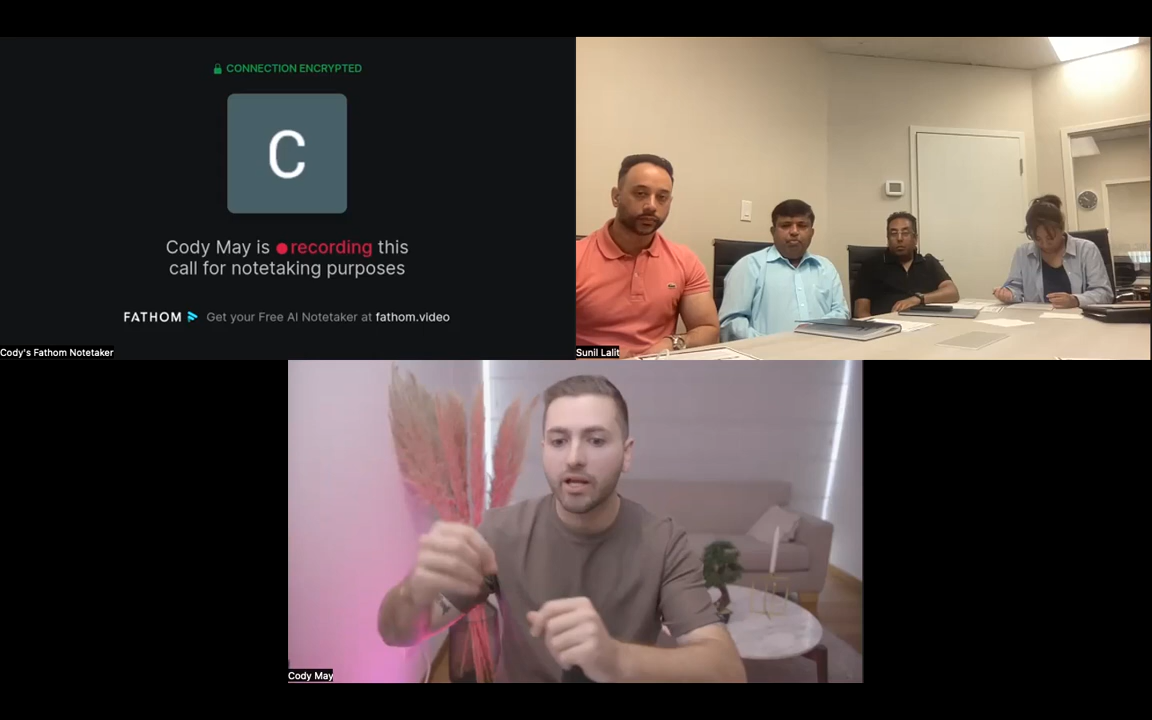 CONNECTION ENCRYPTED
C
Cody May is recording this
call for notetaking purposes
FATHOM Get your Free AI Notetaker at fathom.video
Cody's Fathom Notetaker
Sunil Lalit
Cody May